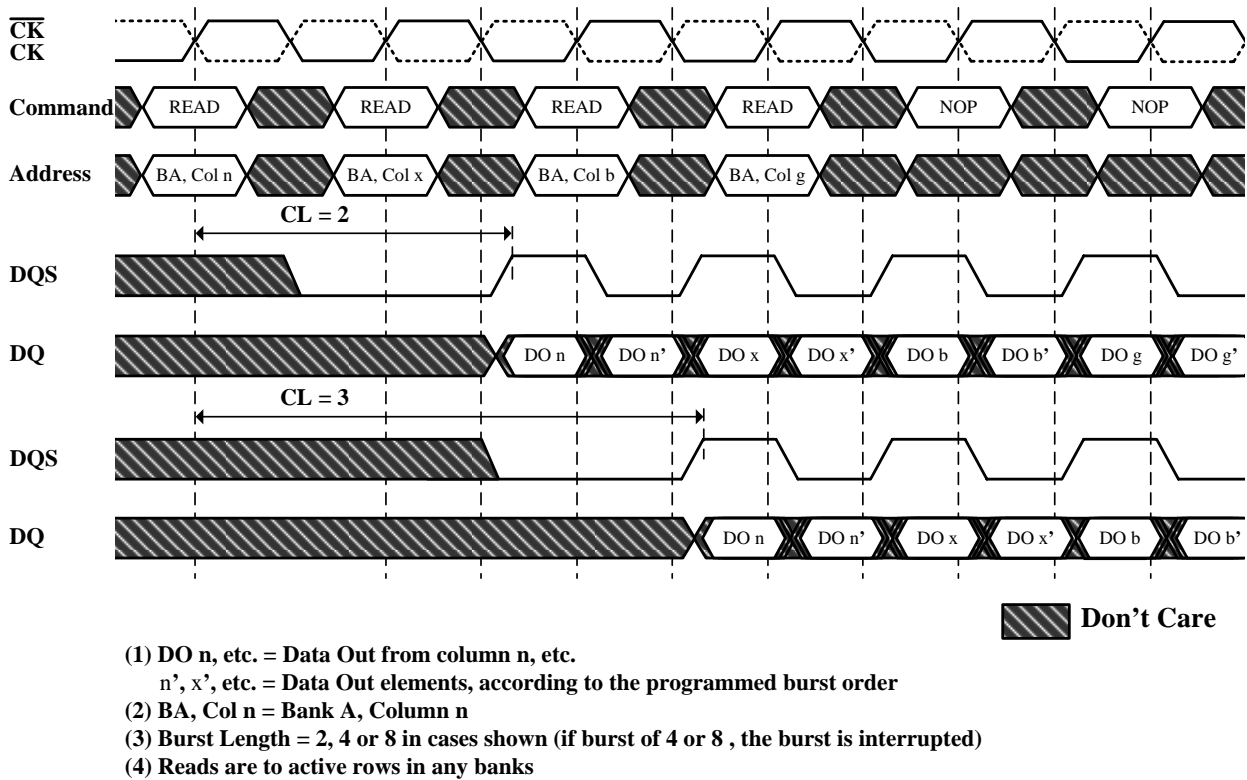 CK
CK
Command READ READ READ READ NOP NOP
Address BA, Col n BA, Col x BA, Col b BA, Col g
CL = 2
DQS
DQ DO n DO n’ DO x DO x’ DO b DO b’ DO g DO g’
CL = 3
DQS
DQ DO n DO n’ DO x DO x’ DO b DO b’
Don't Care
(1) DO n, etc. = Data Out from column n, etc.
n’, x’, etc. = Data Out elements, according to the programmed burst order
(2) BA, Col n = Bank A, Column n
(3) Burst Length = 2, 4 or 8 in cases shown (if burst of 4 or 8 , the burst is interrupted)
(4) Reads are to active rows in any banks